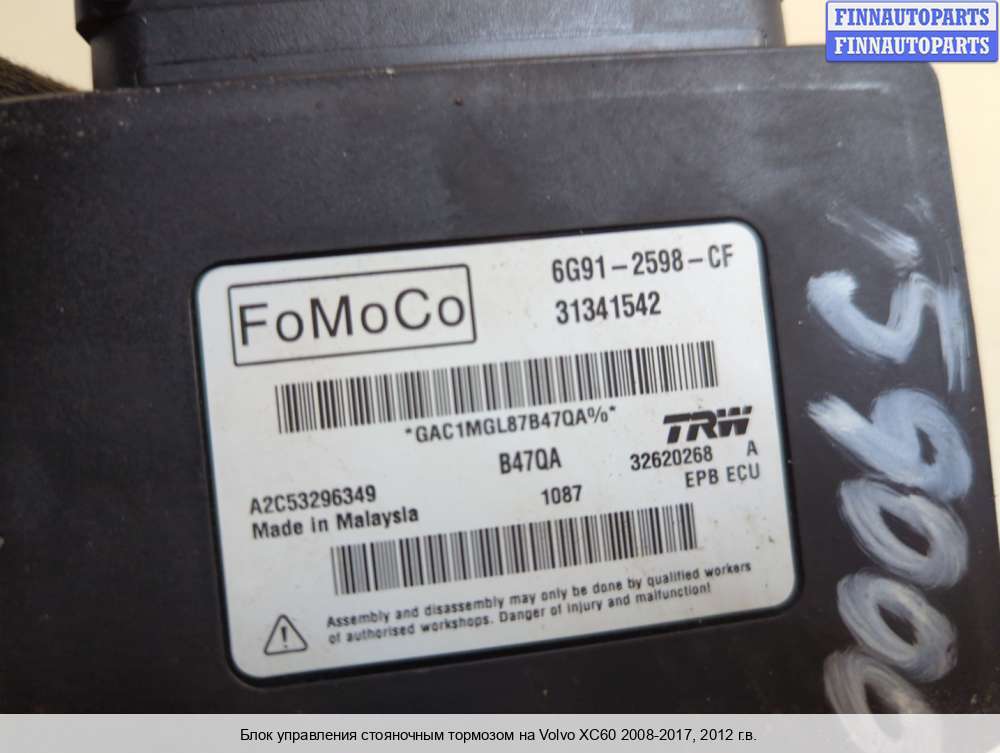 FINNAUTOPARTS
FINNAUTOPARTS
FoMoCo
6G91-2598-CF
31341542
*GAC1MGL87B47QA%*
TRW
B47QA
32620268 A
A2C53296349
1087
EPB ECU
Made in Malaysia
Assembly and disassembly may only be done by qualified workers
of authorised workshops. Danger of injury and malfunction!
Блок управления стояночным тормозом на Volvo XC60 2008-2017, 2012 г.в.